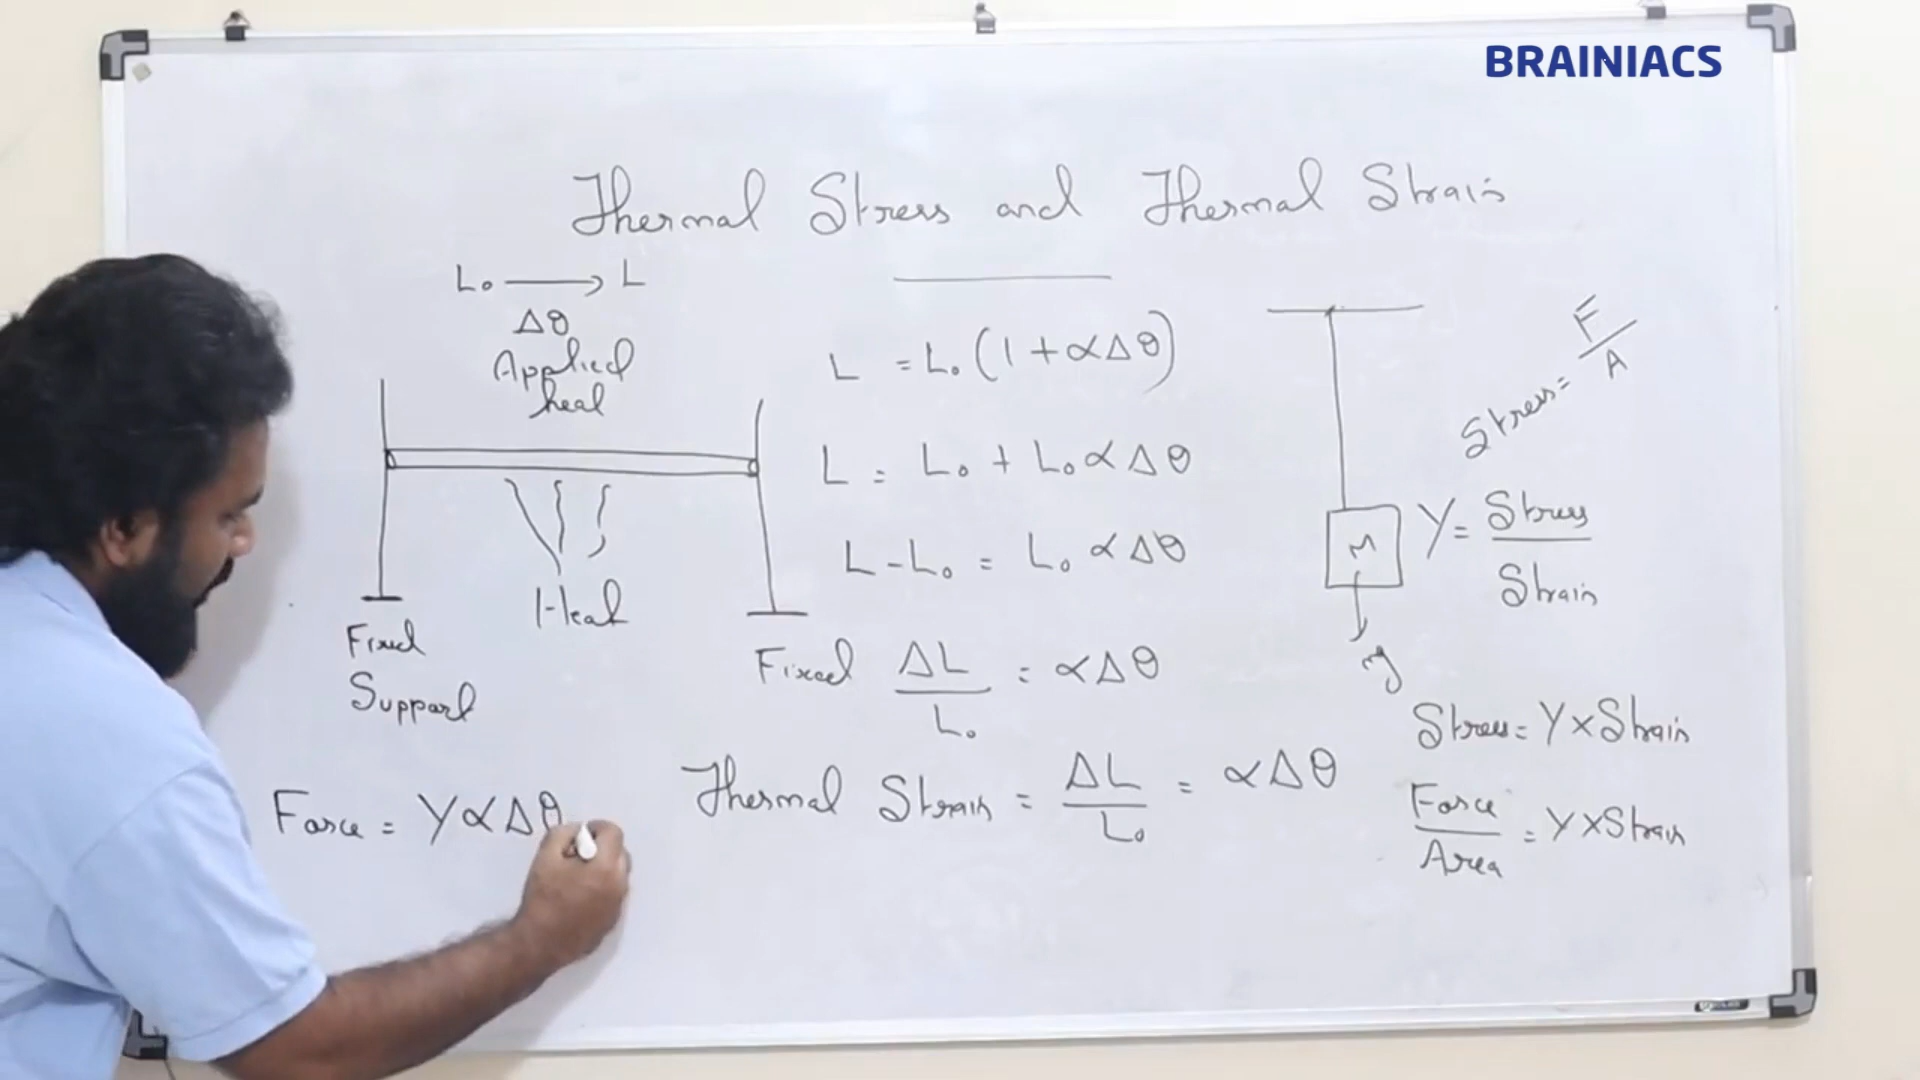 BRAINIACS
Thermal Stress and Thermal Strain
L₀ ⟶ L
Δθ
Applied
heat
Heat
Fixed
Support
Fixed
L = L₀ (1 + αΔθ)
L = L₀ + L₀αΔθ
L - L₀ = L₀ αΔθ
ΔL/L₀ = αΔθ
Thermal Strain = ΔL/L₀ = αΔθ
Force = YαΔθ
Stress = F/A
M
Y = Stress/Strain
Stress = Y × Strain
Force/Area = Y × Strain